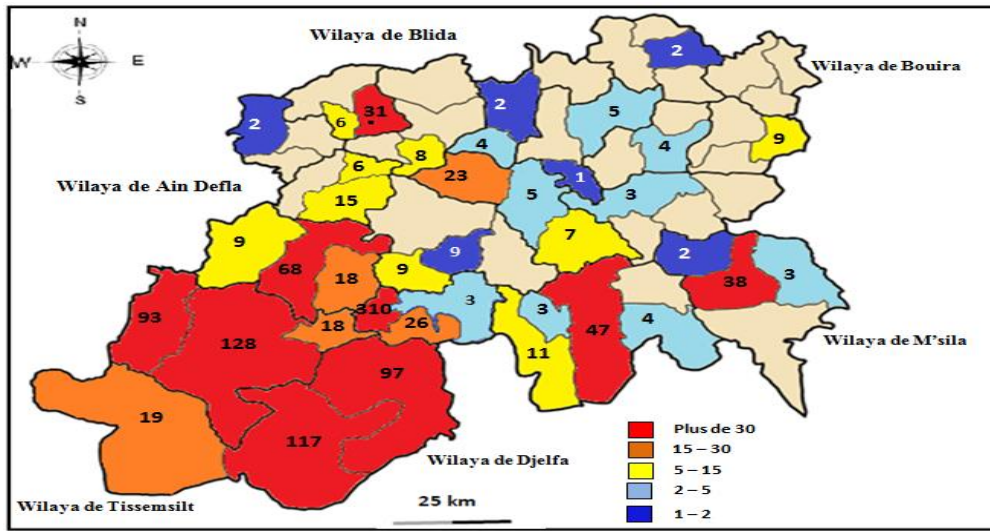 N
W E
S
Wilaya de Blida
2
Wilaya de Bouira
2
6
31
2
5
9
4
8
4
6
23
1
Wilaya de Ain Defla
5
3
15
9
7
9
2
68
18
9
38
3
3
310
93
18
26
3
47
4
128
11
Wilaya de M'sila
97
19
117
Wilaya de Djelfa
Plus de 30
15 – 30
5 – 15
2 – 5
1 – 2
25 km
Wilaya de Tissemsilt